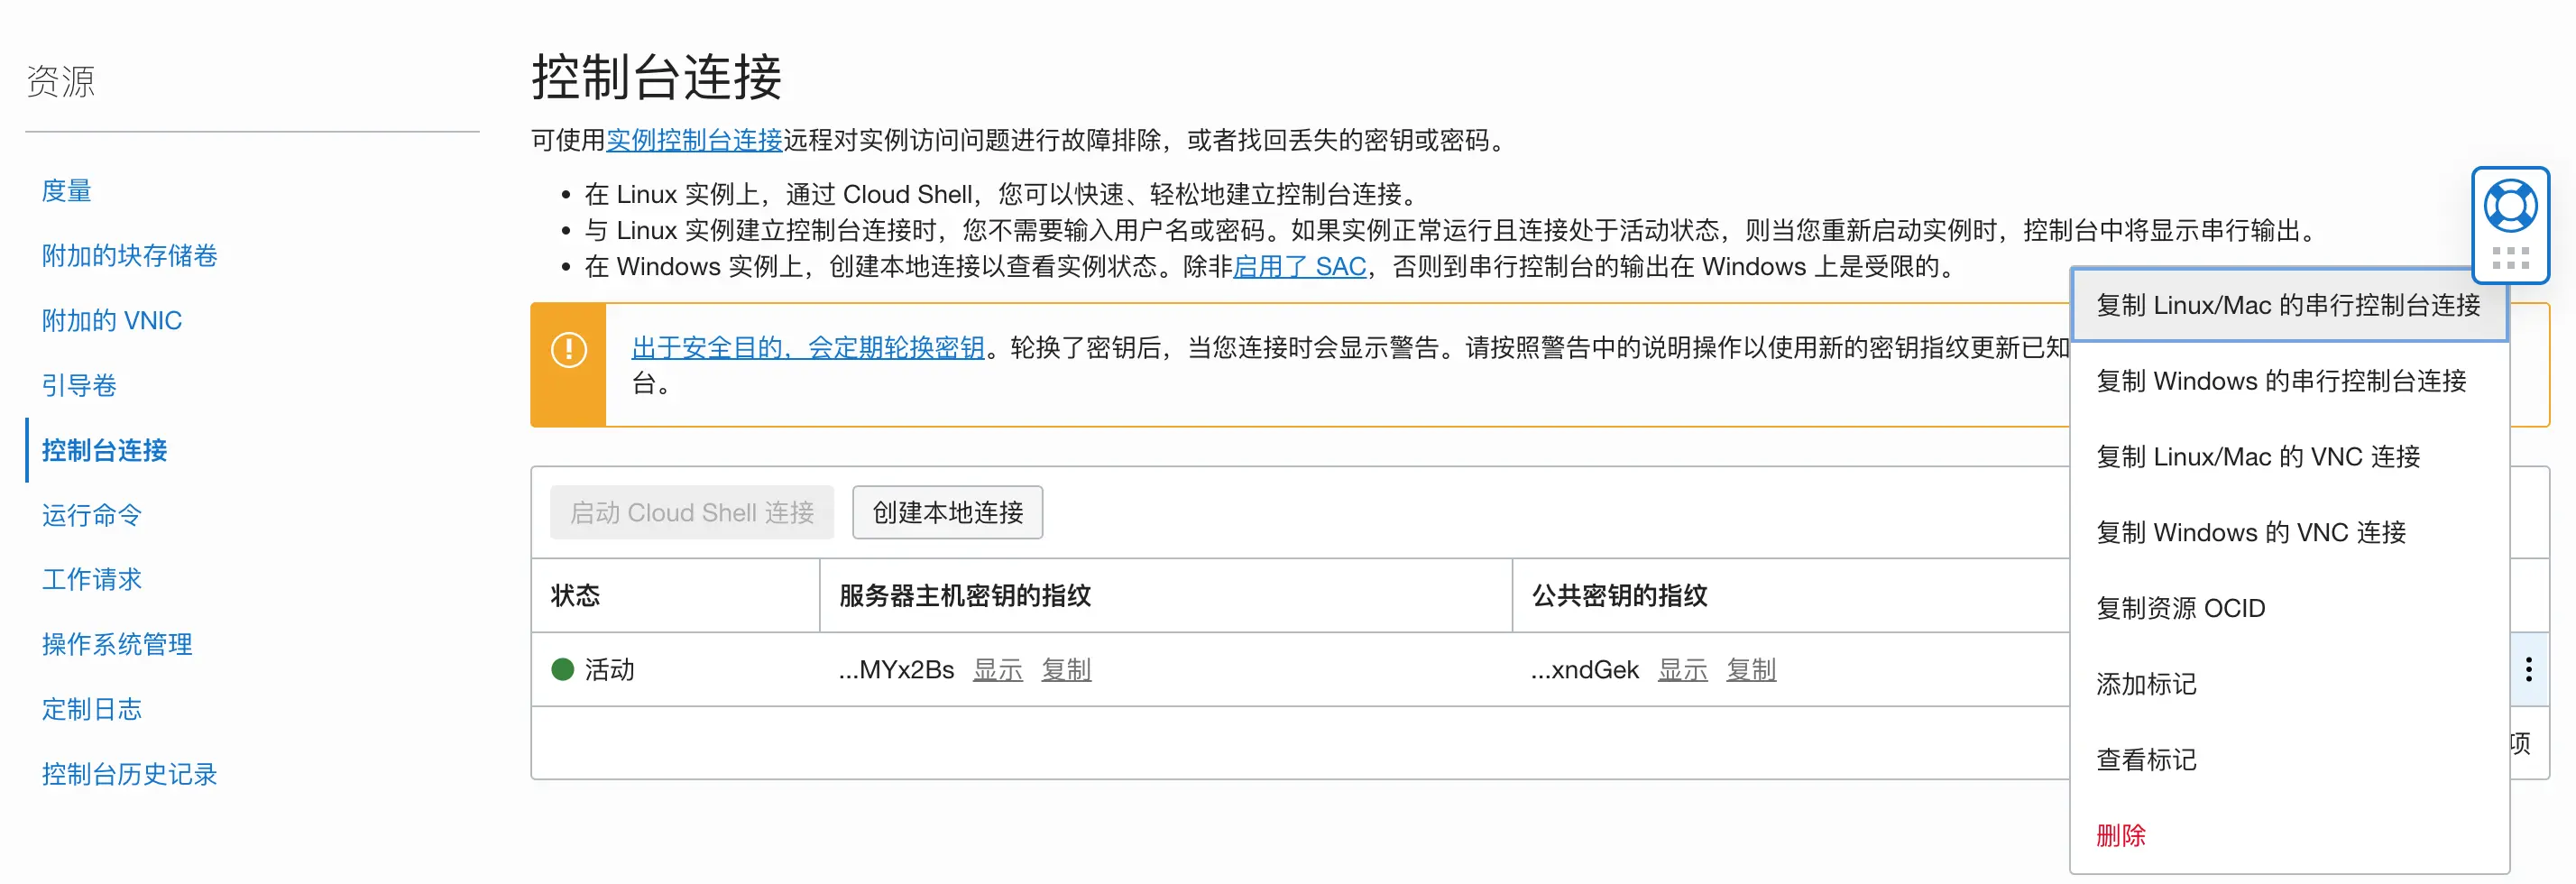 资源
度量
附加的块存储卷
附加的 VNIC
引导卷
控制台连接
运行命令
工作请求
操作系统管理
定制日志
控制台历史记录
控制台连接
可使用实例控制台连接远程对实例访问问题进行故障排除，或者找回丢失的密钥或密码。
• 在 Linux 实例上，通过 Cloud Shell，您可以快速、轻松地建立控制台连接。
• 与 Linux 实例建立控制台连接时，您不需要输入用户名或密码。如果实例正常运行且连接处于活动状态，则当您重新启动实例时，控制台中将显示串行输出。
• 在 Windows 实例上，创建本地连接以查看实例状态。除非启用了 SAC，否则到串行控制台的输出在 Windows 上是受限的。
出于安全目的，会定期轮换密钥。轮换了密钥后，当您连接时会显示警告。请按照警告中的说明操作以使用新的密钥指纹更新已知
台。
启动 Cloud Shell 连接 创建本地连接
状态 服务器主机密钥的指纹 公共密钥的指纹
活动 ...MYx2Bs 显示 复制 ...xndGek 显示 复制
项
复制 Linux/Mac 的串行控制台连接
复制 Windows 的串行控制台连接
复制 Linux/Mac 的 VNC 连接
复制 Windows 的 VNC 连接
复制资源 OCID
添加标记
查看标记
删除